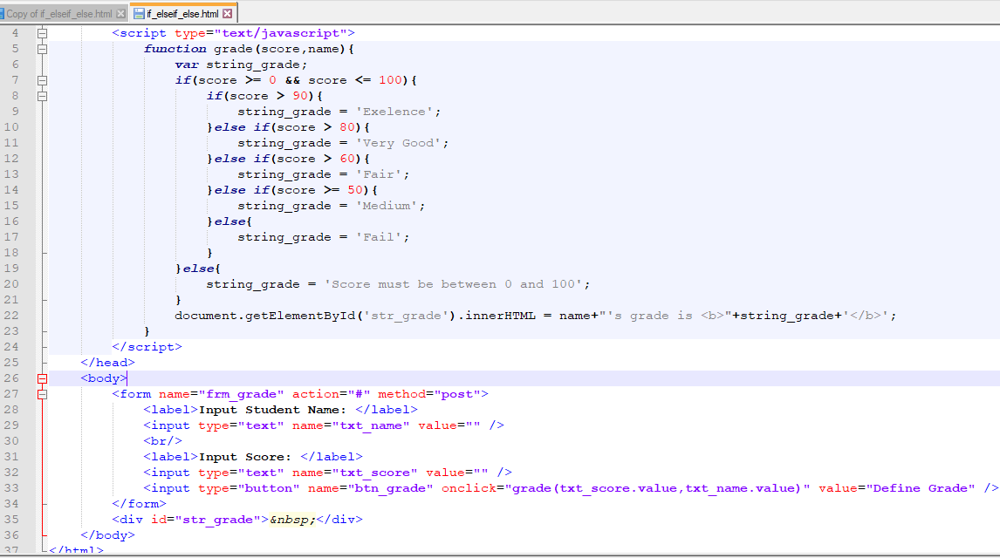 Copy of if_elseif_else.html if_elseif_else.html
4 <script type="text/javascript">
5 function grade(score,name){
6 var string_grade;
7 if(score >= 0 && score <= 100){
8 if(score > 90){
9 string_grade = 'Exelence';
10 }else if(score > 80){
11 string_grade = 'Very Good';
12 }else if(score > 60){
13 string_grade = 'Fair';
14 }else if(score >= 50){
15 string_grade = 'Medium';
16 }else{
17 string_grade = 'Fail';
18 }
19 }else{
20 string_grade = 'Score must be between 0 and 100';
21 }
22 document.getElementById('str_grade').innerHTML = name+"'s grade is <b>"+string_grade+'</b>';
23 }
24 </script>
25 </head>
26 <body>
27 <form name="frm_grade" action="#" method="post">
28 <label>Input Student Name: </label>
29 <input type="text" name="txt_name" value="" />
30 <br/>
31 <label>Input Score: </label>
32 <input type="text" name="txt_score" value="" />
33 <input type="button" name="btn_grade" onclick="grade(txt_score.value,txt_name.value)" value="Define Grade" />
34 </form>
35 <div id="str_grade">&nbsp;</div>
36 </body>
37 </html>